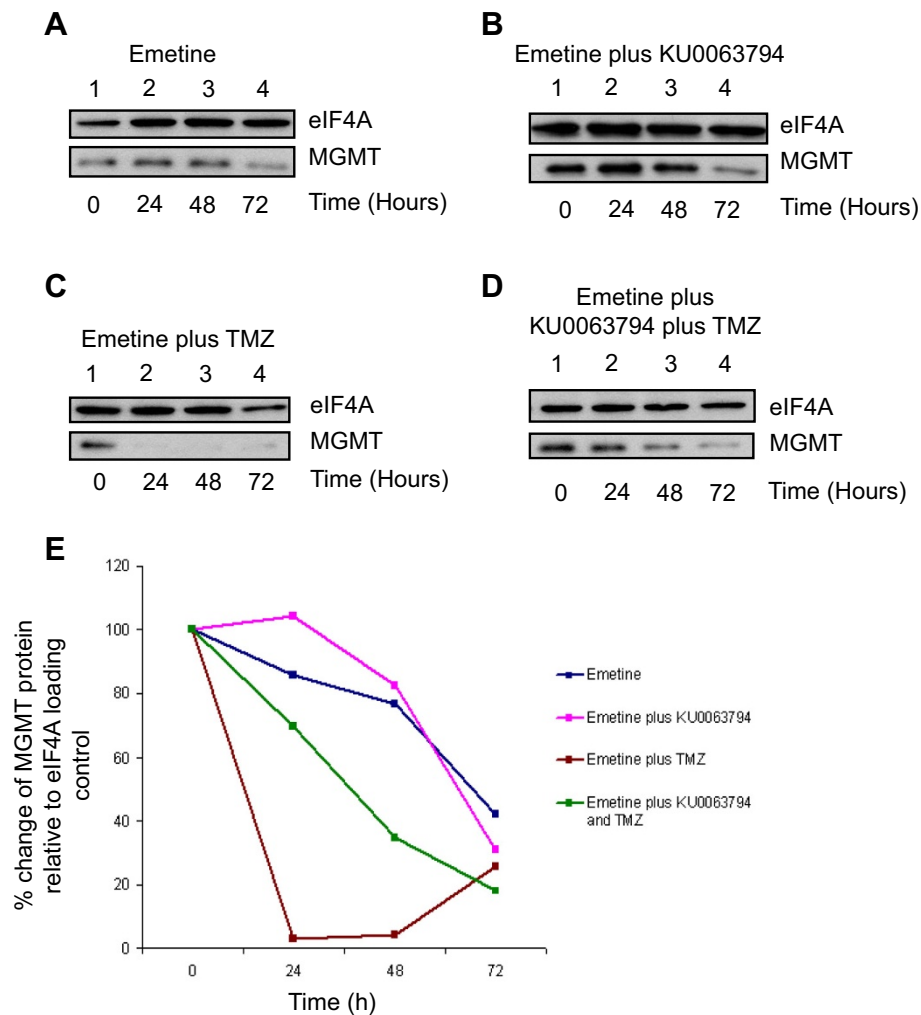 A
Emetine
1 2 3 4
eIF4A
MGMT
0 24 48 72 Time (Hours)
B
Emetine plus KU0063794
1 2 3 4
eIF4A
MGMT
0 24 48 72 Time (Hours)
C
Emetine plus TMZ
1 2 3 4
eIF4A
MGMT
0 24 48 72 Time (Hours)
D
Emetine plus
KU0063794 plus TMZ
1 2 3 4
eIF4A
MGMT
0 24 48 72 Time (Hours)
E
% change of MGMT protein
relative to eIF4A loading
control
120
100
80
60
40
20
0
0 24 48 72
Time (h)
Emetine
Emetine plus KU0063794
Emetine plus TMZ
Emetine plus KU0063794
and TMZ